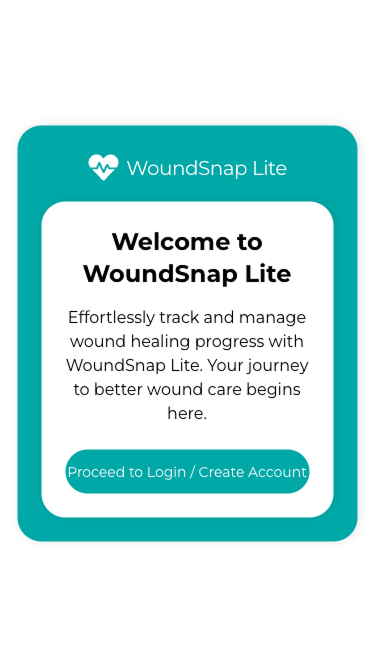 WoundSnap Lite
Welcome to
WoundSnap Lite
Effortlessly track and manage
wound healing progress with
WoundSnap Lite. Your journey
to better wound care begins
here.
Proceed to Login / Create Account